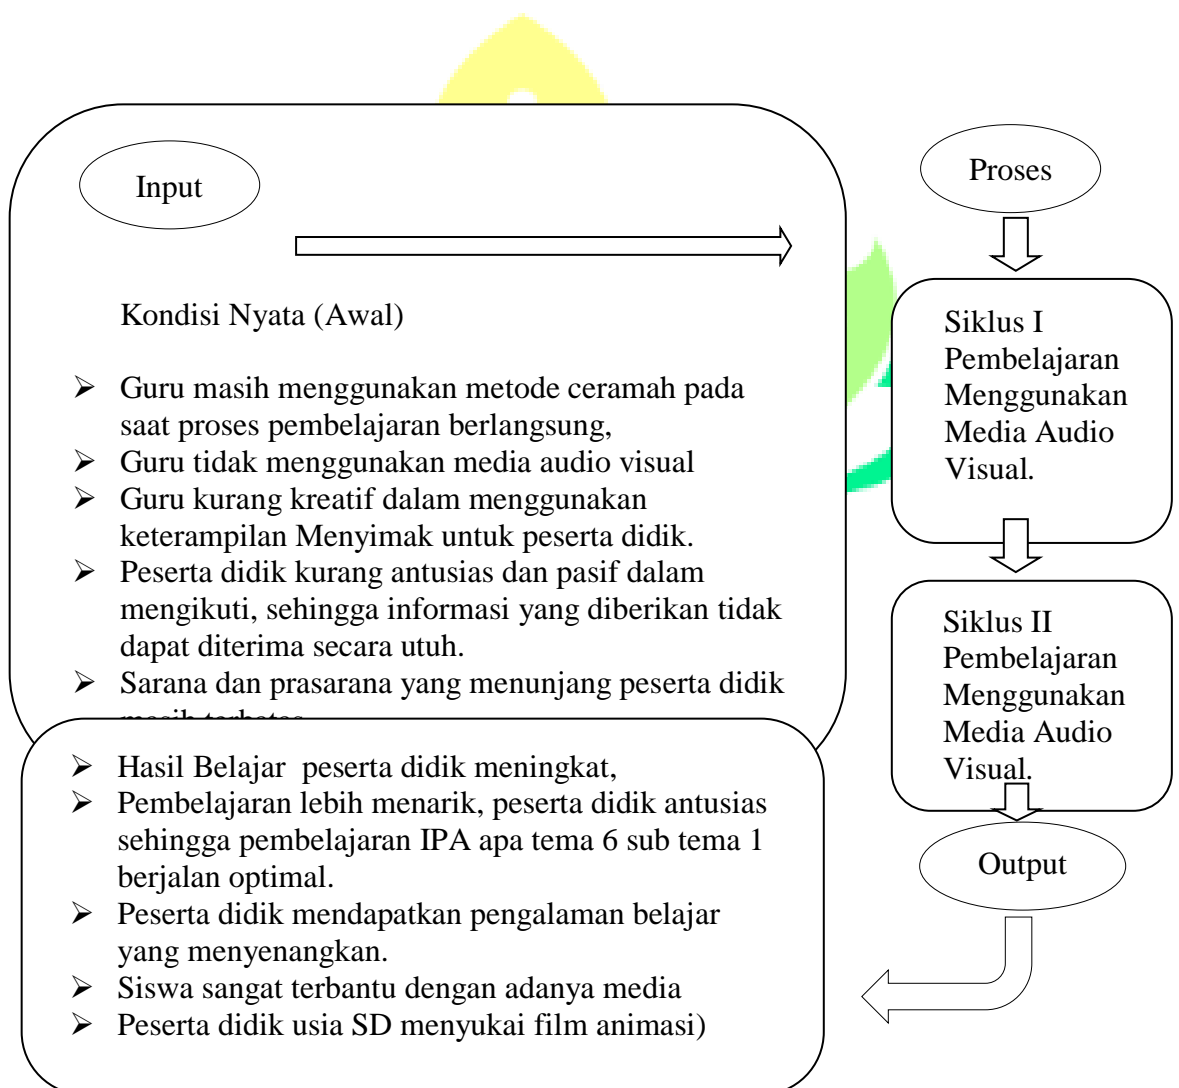 Input
Kondisi Nyata (Awal)
➢ Guru masih menggunakan metode ceramah pada
saat proses pembelajaran berlangsung,
➢ Guru tidak menggunakan media audio visual
➢ Guru kurang kreatif dalam menggunakan
keterampilan Menyimak untuk peserta didik.
➢ Peserta didik kurang antusias dan pasif dalam
mengikuti, sehingga informasi yang diberikan tidak
dapat diterima secara utuh.
➢ Sarana dan prasarana yang menunjang peserta didik
Proses
Siklus I
Pembelajaran
Menggunakan
Media Audio
Visual.
Siklus II
Pembelajaran
Menggunakan
Media Audio
Visual.
Output
➢ Hasil Belajar  peserta didik meningkat,
➢ Pembelajaran lebih menarik, peserta didik antusias
sehingga pembelajaran IPA apa tema 6 sub tema 1
berjalan optimal.
➢ Peserta didik mendapatkan pengalaman belajar
yang menyenangkan.
➢ Siswa sangat terbantu dengan adanya media
➢ Peserta didik usia SD menyukai film animasi)